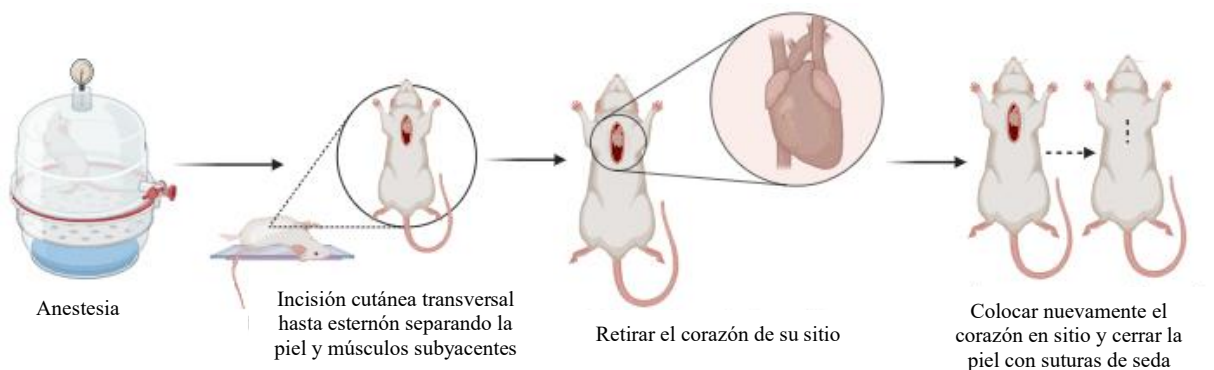 Anestesia
Incisión cutánea transversal
hasta esternón separando la
piel y músculos subyacentes
Retirar el corazón de su sitio
Colocar nuevamente el
corazón en sitio y cerrar la
piel con suturas de seda